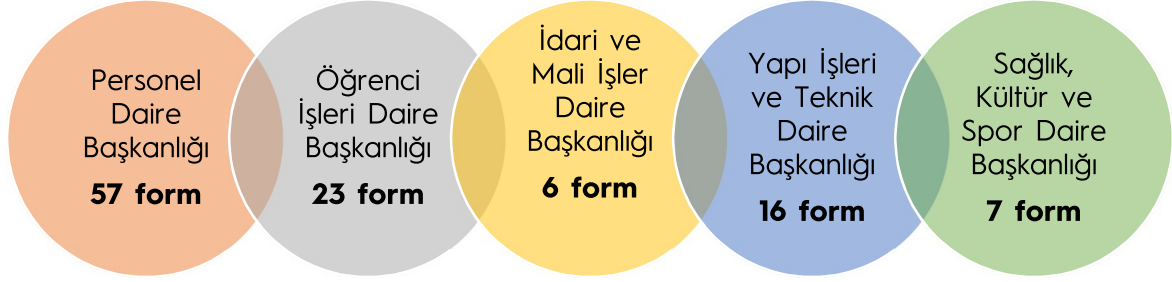 Personel
Daire
Başkanlığı
57 form
Öğrenci
İşleri Daire
Başkanlığı
23 form
İdari ve
Mali İşler
Daire
Başkanlığı
6 form
Yapı İşleri
ve Teknik
Daire
Başkanlığı
16 form
Sağlık,
Kültür ve
Spor Daire
Başkanlığı
7 form